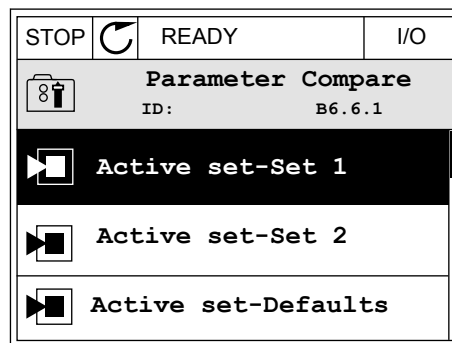 STOP READY I/O
Parameter Compare
ID: B6.6.1
Active set-Set 1
Active set-Set 2
Active set-Defaults